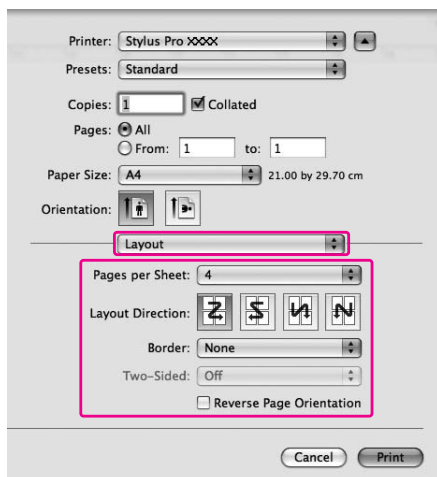 Printer: Stylus Pro XXXX
Presets: Standard
Copies: 1 Collated
Pages: All
From: 1 to: 1
Paper Size: A4 21.00 by 29.70 cm
Orientation:
Layout
Pages per Sheet: 4
Layout Direction:
Border: None
Two-Sided: Off
Reverse Page Orientation
Cancel Print